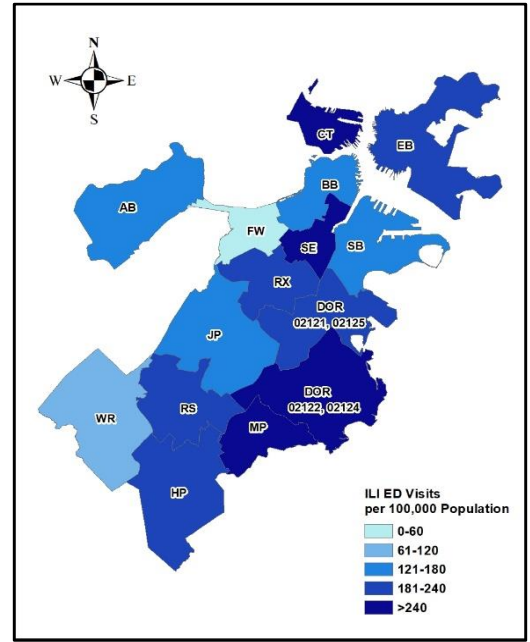 N
W E
S
CT
EB
BB
AB
FW
SE
SB
RX
DOR
02121, 02125
JP
DOR
02122, 02124
WR
RS
MP
HP
ILI ED Visits
per 100,000 Population
0-60
61-120
121-180
181-240
>240